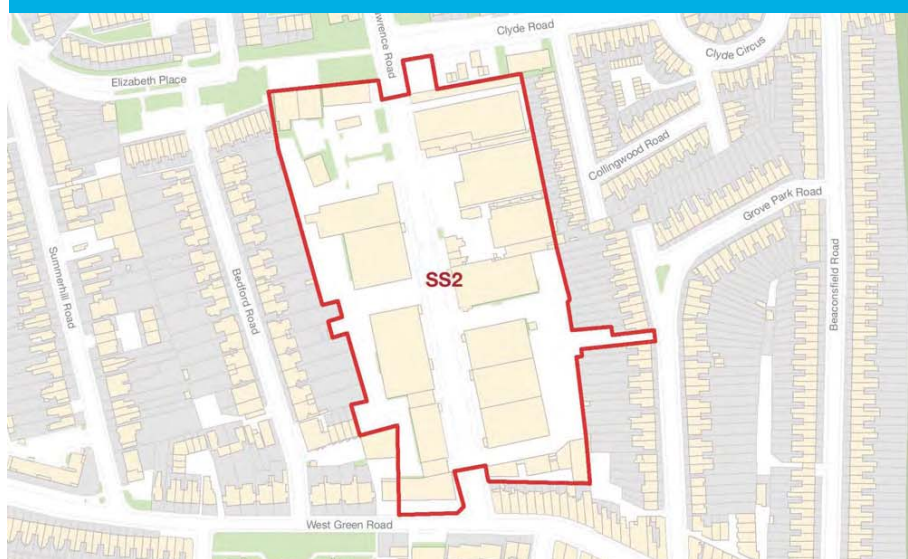 Clyde Road
Clyde Circus
Elizabeth Place
Collingwood Road
Grove Park Road
Summerhill Road
Bedford Road
SS2
Beaconsfield Road
West Green Road